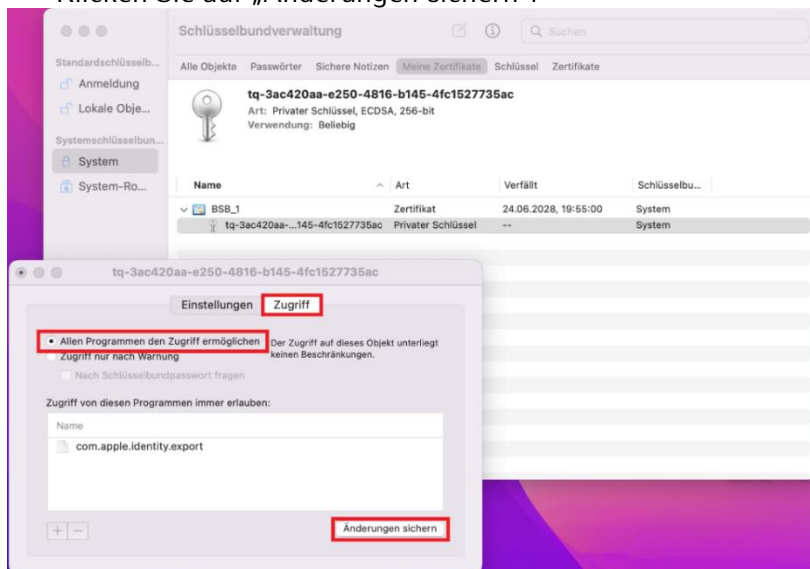 Klicken Sie auf „Änderungen sichern“.
Schlüsselbundverwaltung
Suchen
Standardschlüsselb...
Anmeldung
Lokale Obje...
Systemschlüsselbun...
System
System-Ro...
Alle Objekte Passwörter Sichere Notizen Meine Zertifikate Schlüssel Zertifikate
tq-3ac420aa-e250-4816-b145-4fc1527735ac
Art: Privater Schlüssel, ECDSA, 256-bit
Verwendung: Beliebig
Name Art Verfällt Schlüsselbu...
BSB_1 Zertifikat 24.06.2028, 19:55:00 System
tq-3ac420aa-...145-4fc1527735ac Privater Schlüssel -- System
tq-3ac420aa-e250-4816-b145-4fc1527735ac
Einstellungen Zugriff
Allen Programmen den Zugriff ermöglichen
Zugriff nur nach Warnung
Nach Schlüsselbundpasswort fragen
Der Zugriff auf dieses Objekt unterliegt
keinen Beschränkungen.
Zugriff von diesen Programmen immer erlauben:
Name
com.apple.identity.export
+ −
Änderungen sichern